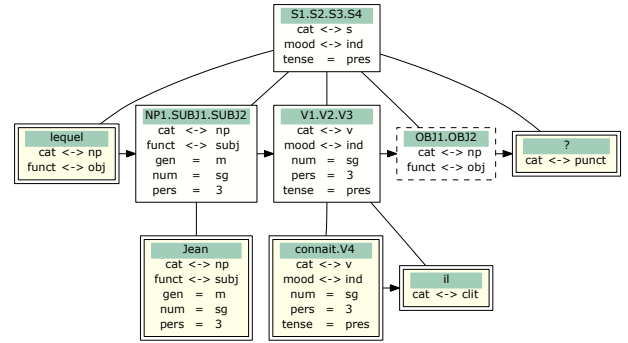 S1.S2.S3.S4
cat <-> s
mood <-> ind
tense = pres
lequel
cat <-> np
funct <-> obj
NP1.SUBJ1.SUBJ2
cat <-> np
funct <-> subj
gen = m
num = sg
pers = 3
V1.V2.V3
cat <-> v
mood <-> ind
num = sg
pers = 3
tense = pres
OBJ1.OBJ2
cat <-> np
funct <-> obj
?
cat <-> punct
Jean
cat <-> np
funct <-> subj
gen = m
num = sg
pers = 3
connait.V4
cat <-> v
mood <-> ind
num = sg
pers = 3
tense = pres
il
cat <-> clit